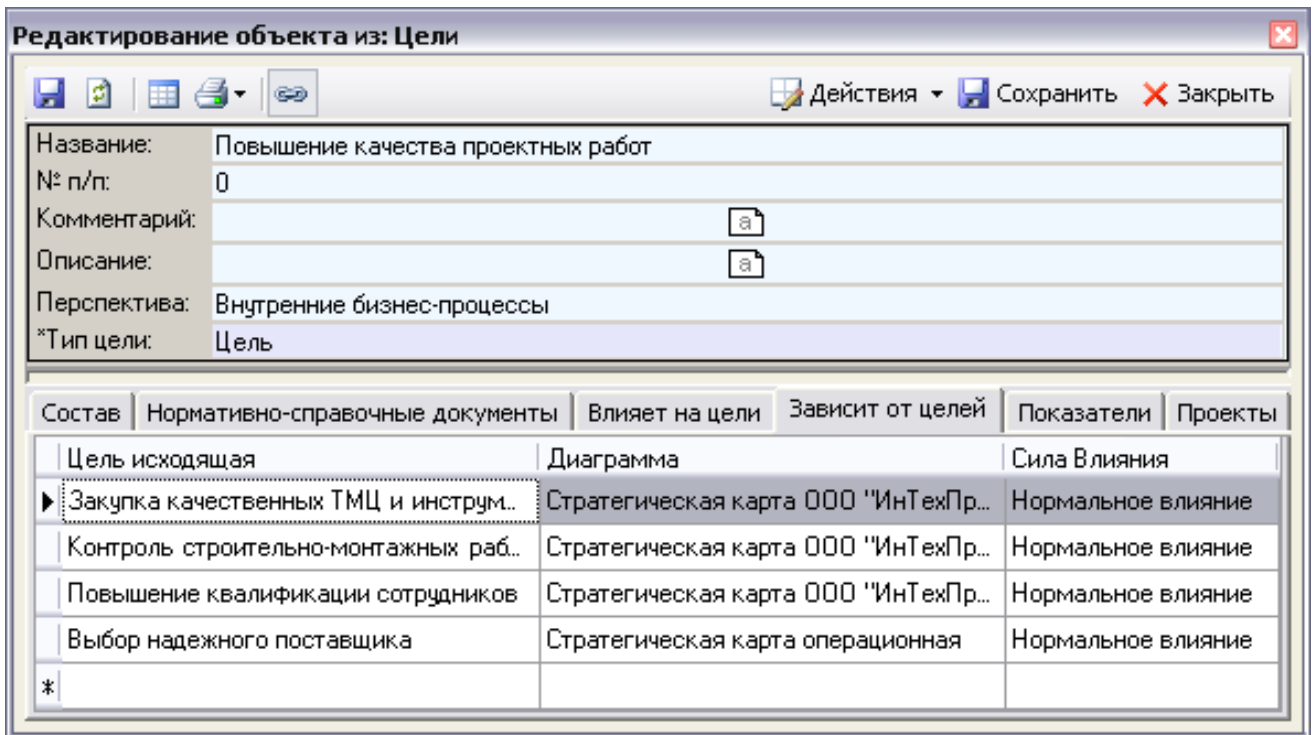 Редактирование объекта из: Цели
Действия Сохранить Закрыть
Название: Повышение качества проектных работ
№ п/п: 0
Комментарий: a
Описание: a
Перспектива: Внутренние бизнес-процессы
*Тип цели: Цель
Состав Нормативно-справочные документы Влияет на цели Зависит от целей Показатели Проекты
Цель исходящая Диаграмма Сила Влияния
Закупка качественных ТМЦ и инструм... Стратегическая карта ООО "ИнТехПр... Нормальное влияние
Контроль строительно-монтажных раб... Стратегическая карта ООО "ИнТехПр... Нормальное влияние
Повышение квалификации сотрудников Стратегическая карта ООО "ИнТехПр... Нормальное влияние
Выбор надежного поставщика Стратегическая карта операционная Нормальное влияние
*